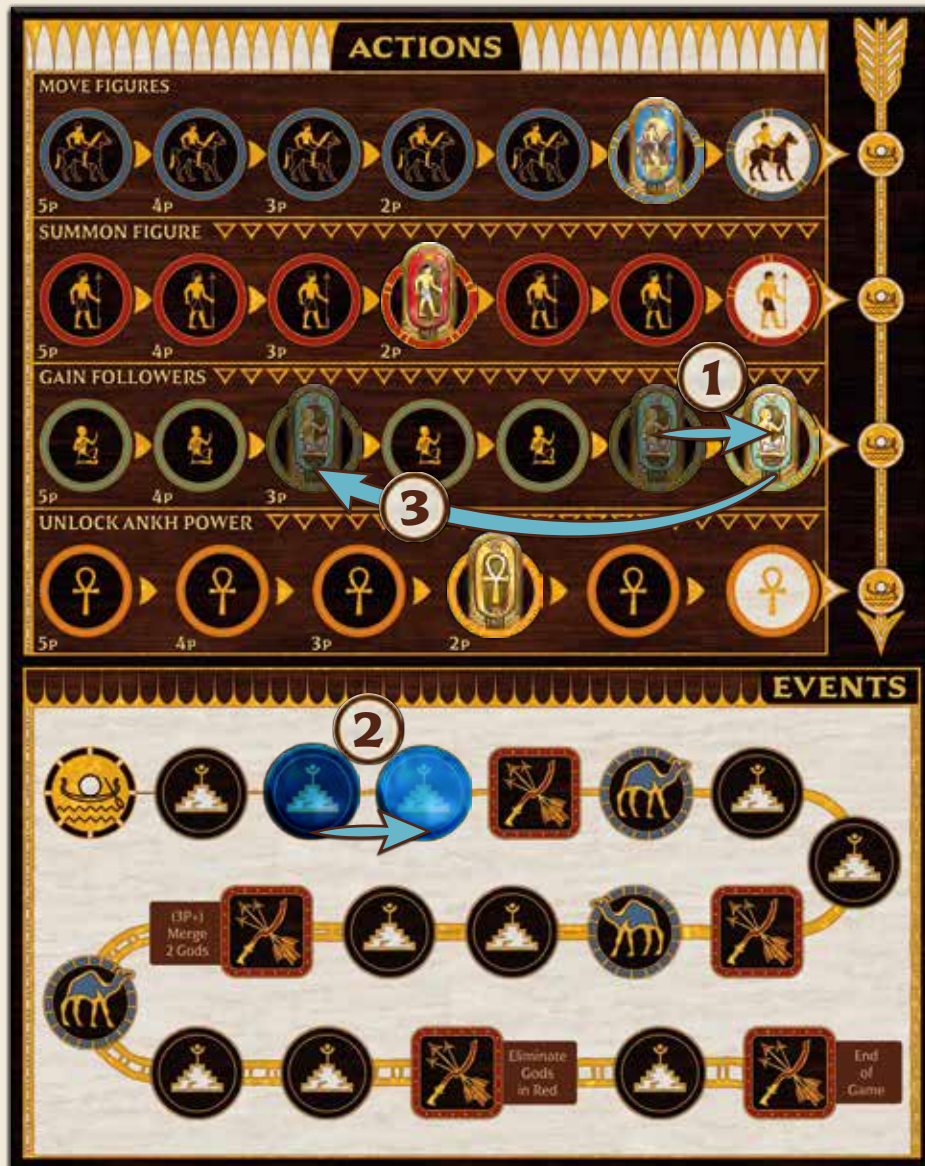 ACTIONS
MOVE FIGURES
5P 4P 3P 2P
SUMMON FIGURE
5P 4P 3P 2P
GAIN FOLLOWERS
1
5P 4P 3P
3
UNLOCK ANKH POWER
5P 4P 3P 2P
EVENTS
2
(3P+)
Merge
2 Gods
Eliminate
Gods
in Red
End
of
Game